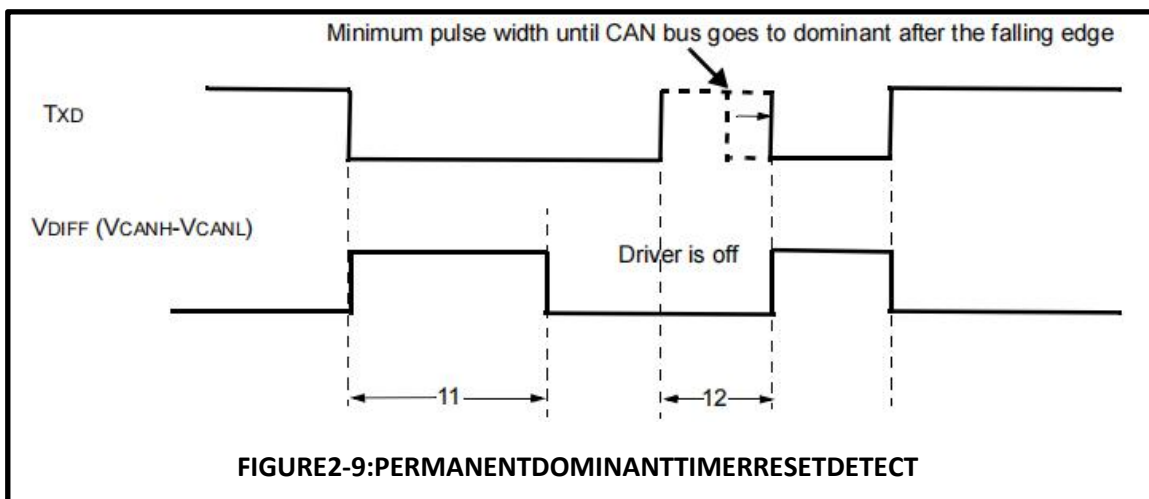 Minimum pulse width until CAN bus goes to dominant after the falling edge
TXD
VDIFF (VCANH-VCANL)
Driver is off
11
12
FIGURE2-9:PERMANENTDOMINANTTIMERRESETDETECT